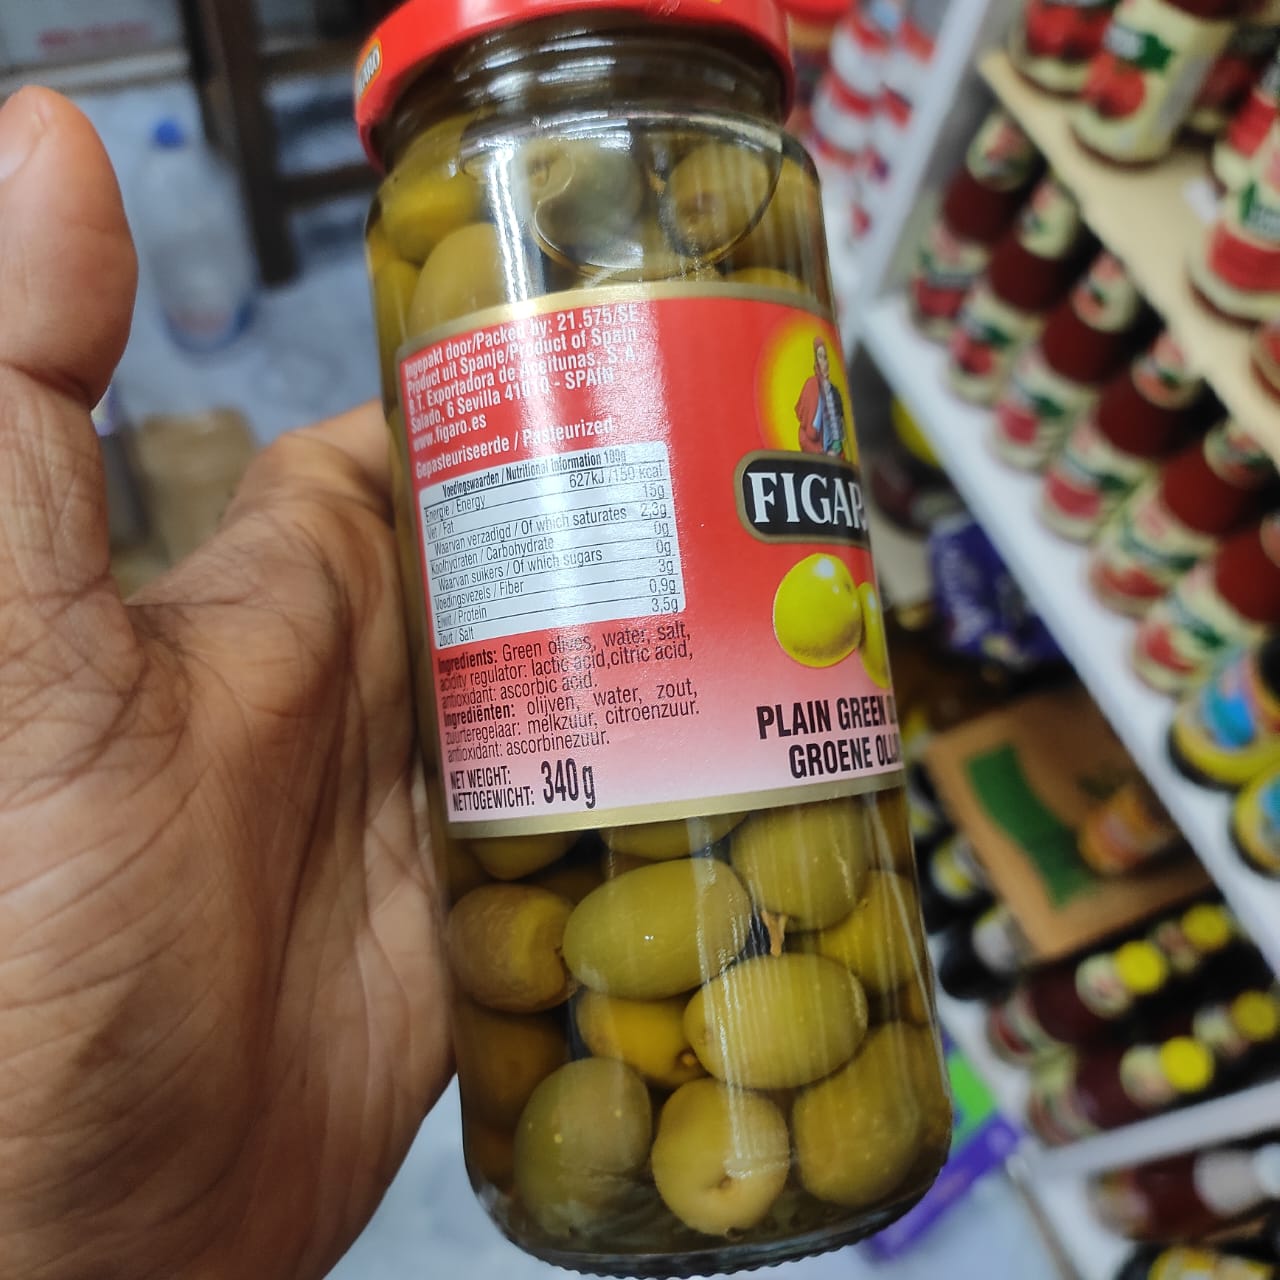 Ingepakt door/Packed by: 21.575/SE
Product uit Spanje/Product of Spain
B.T. Exportadora de Aceitunas, S.A.
Salado, 6 Sevilla 41010 - SPAIN
www.figaro.es
Gepasteuriseerde / Pasteurized
Voedingswaarden / Nutritional Information 100g
Energie / Energy 627kJ / 150 kcal
Vet / Fat 15g
Waarvan verzadigd / Of which saturates 2,3g
Koolhydraten / Carbohydrate 0g
Waarvan suikers / Of which sugars 0g
Voedingsvezels / Fiber 3g
Eiwit / Protein 0,9g
Zout / Salt 3,5g
Ingredients: Green olives, water, salt,
acidity regulator: lactic acid,citric acid,
antioxidant: ascorbic acid.
Ingrediënten: olijven, water, zout,
zuurteregelaar: melkzuur, citroenzuur.
antioxidant: ascorbinezuur.
NET WEIGHT:
NETTOGEWICHT: 340g
FIGAR
PLAIN GREEN
GROENE